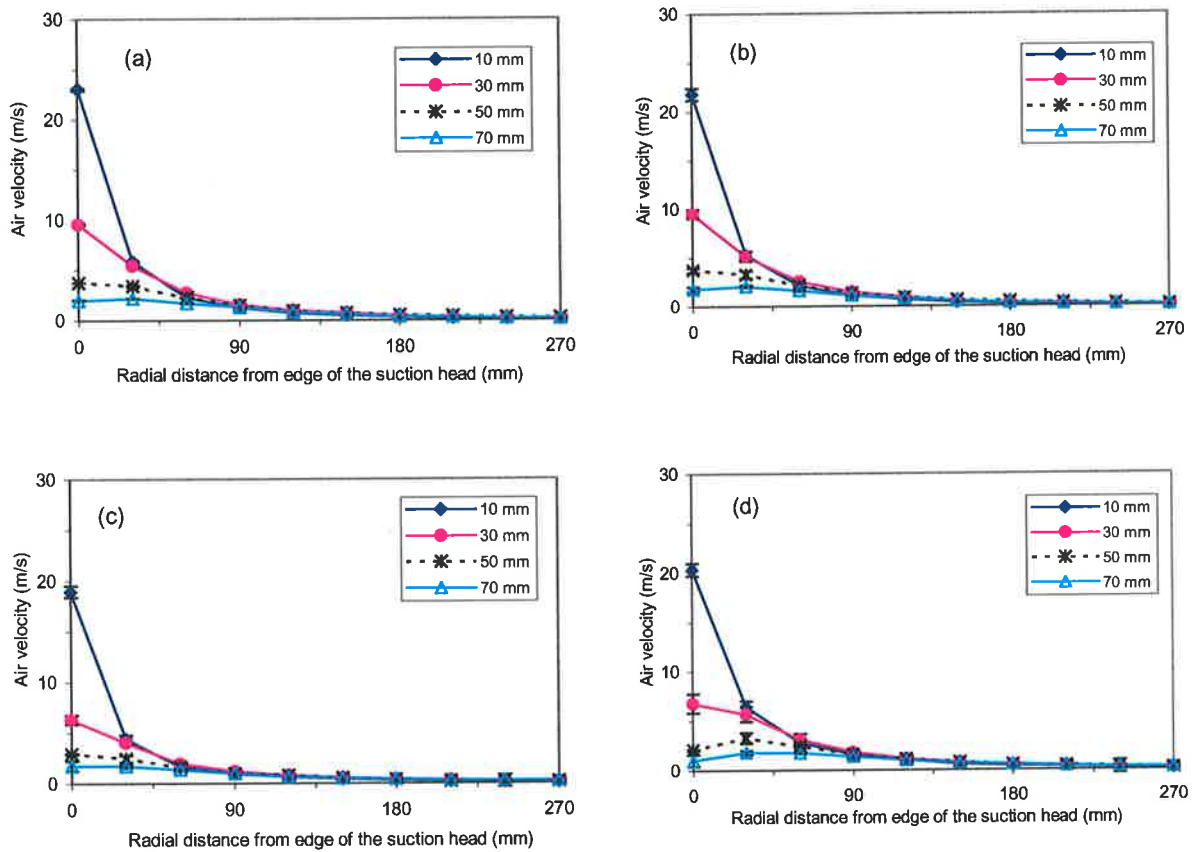 30
20
10
0
Air velocity (m/s)
(a)
10 mm
30 mm
50 mm
70 mm
0 90 180 270
Radial distance from edge of the suction head (mm)
30
20
10
0
Air velocity (m/s)
(b)
10 mm
30 mm
50 mm
70 mm
0 90 180 270
Radial distance from edge of the suction head (mm)
30
20
10
0
Air velocity (m/s)
(c)
10 mm
30 mm
50 mm
70 mm
0 90 180 270
Radial distance from edge of the suction head (mm)
30
20
10
0
Air velocity (m/s)
(d)
10 mm
30 mm
50 mm
70 mm
0 90 180 270
Radial distance from edge of the suction head (mm)